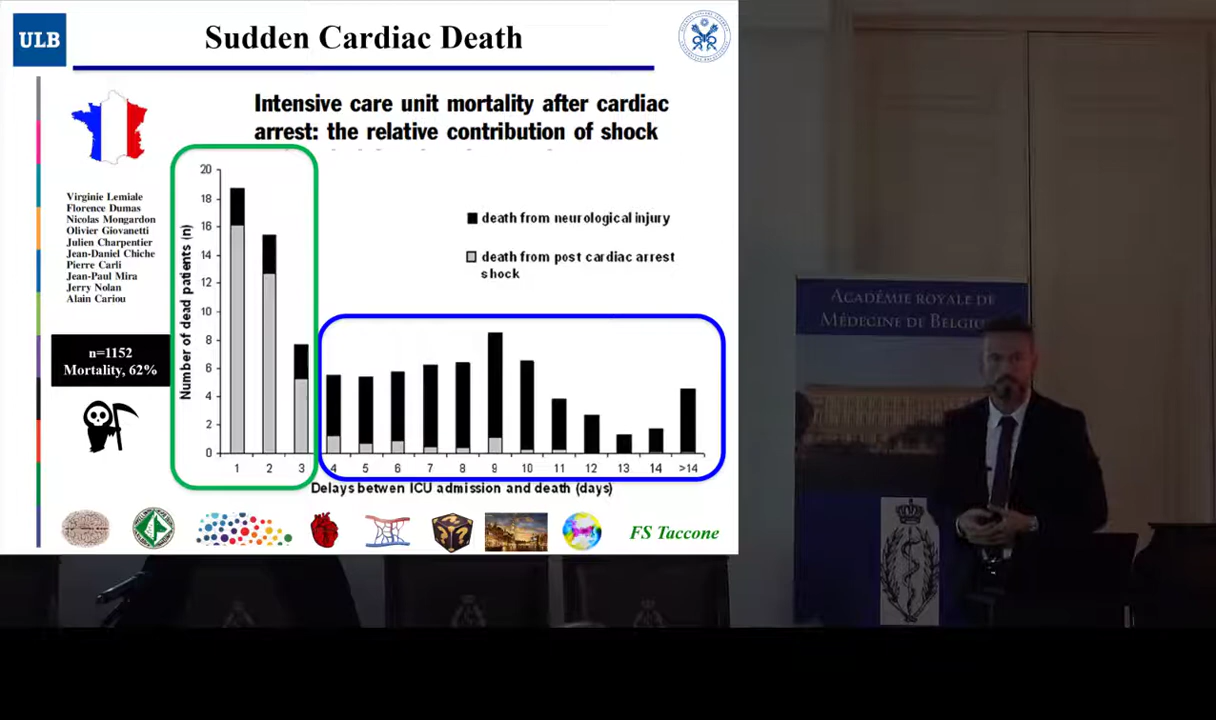 ULB
Sudden Cardiac Death
Intensive care unit mortality after cardiac
arrest: the relative contribution of shock
Virginie Lemiale
Florence Dumas
Nicolas Mongardon
Olivier Giovanetti
Julien Charpentier
Jean-Daniel Chiche
Pierre Carli
Jean-Paul Mira
Jerry Nolan
Alain Cariou
n=1152
Mortality, 62%
Number of dead patients (n)
20
18
16
14
12
10
8
6
4
2
0
death from neurological injury
death from post cardiac arrest
shock
1 2 3 4 5 6 7 8 9 10 11 12 13 14 >14
Delays betwen ICU admission and death (days)
FS Taccone
ACADÉMIE ROYALE DE
MÉDECINE DE